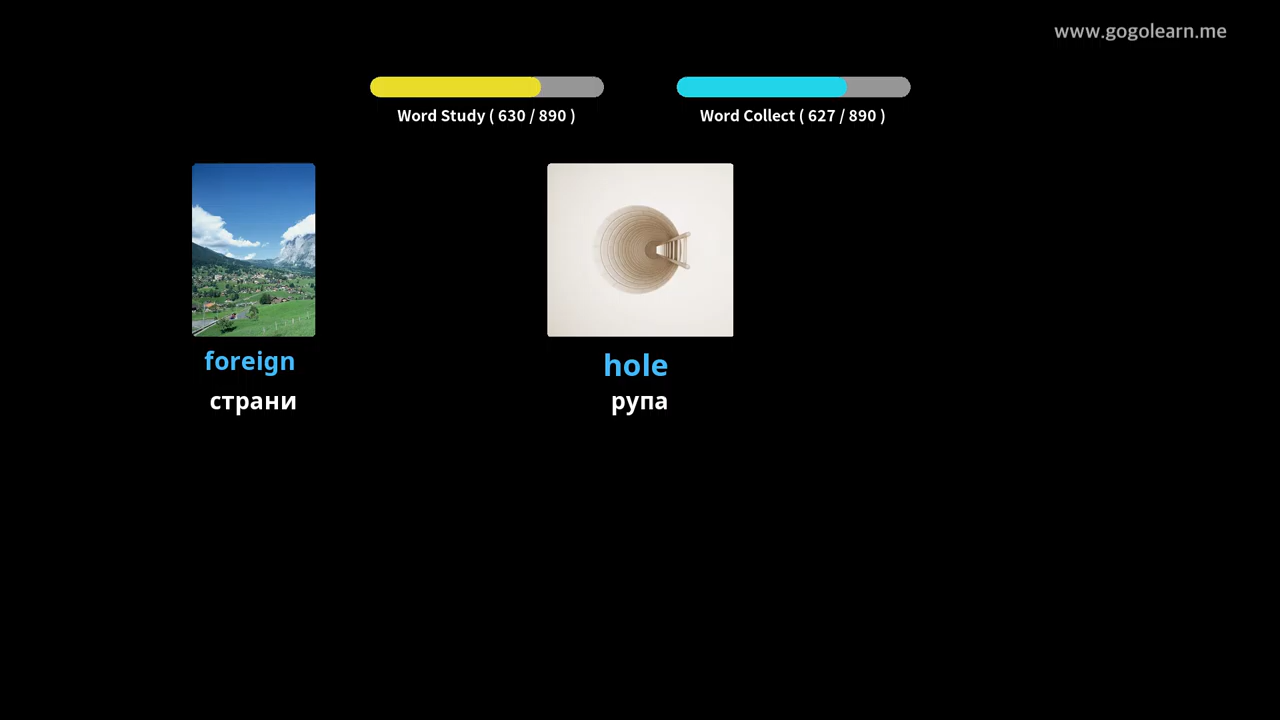 www.gogolearn.me
Word Study ( 630 / 890 )
Word Collect ( 627 / 890 )
foreign
hole
страни
рупа